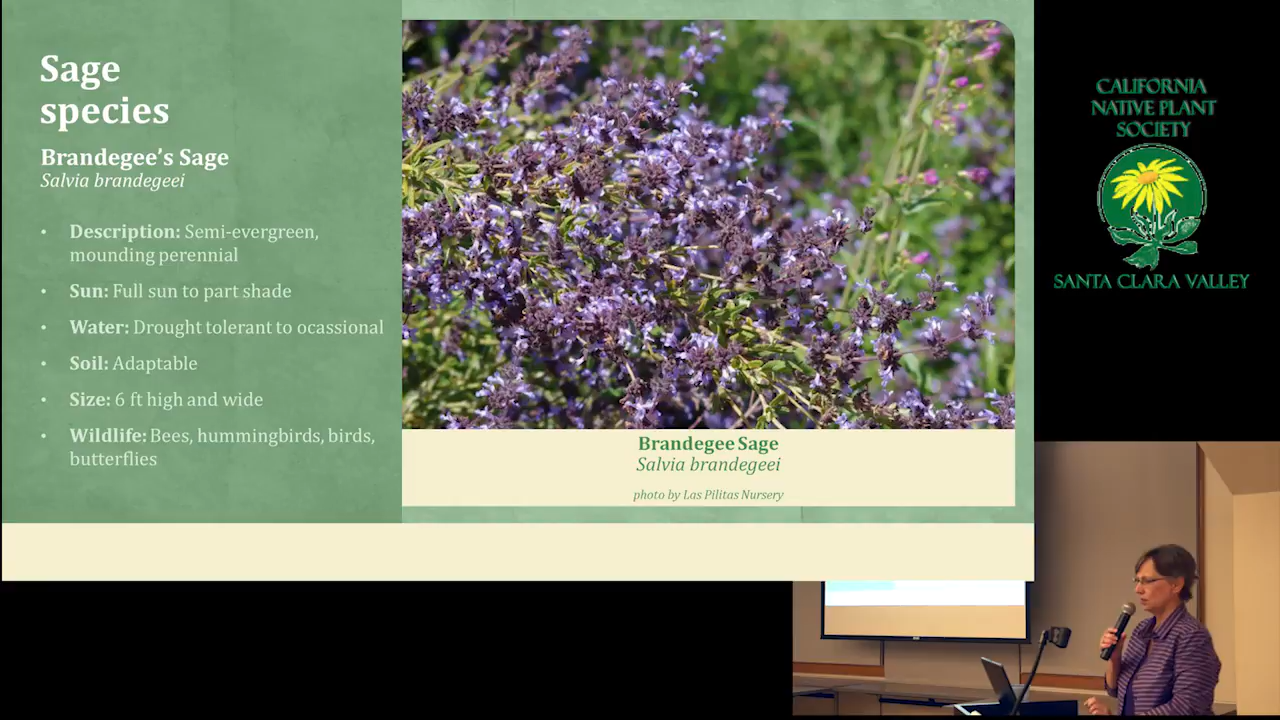 Sage
species
Brandegee's Sage
Salvia brandegeei
• Description: Semi-evergreen,
mounding perennial
• Sun: Full sun to part shade
• Water: Drought tolerant to ocassional
• Soil: Adaptable
• Size: 6 ft high and wide
• Wildlife: Bees, hummingbirds, birds,
butterflies
Brandegee Sage
Salvia brandegeei
photo by Las Pilitas Nursery
CALIFORNIA
NATIVE PLANT
SOCIETY
SANTA CLARA VALLEY